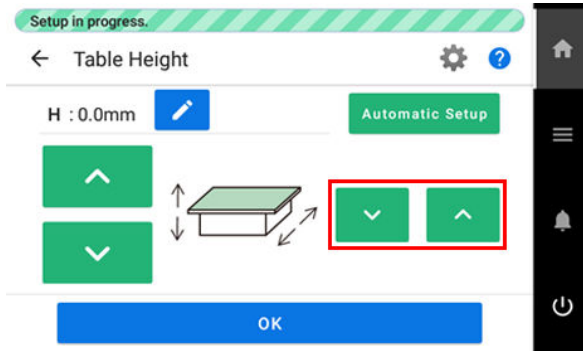 Setup in progress.
Table Height
H : 0.0mm
Automatic Setup
OK